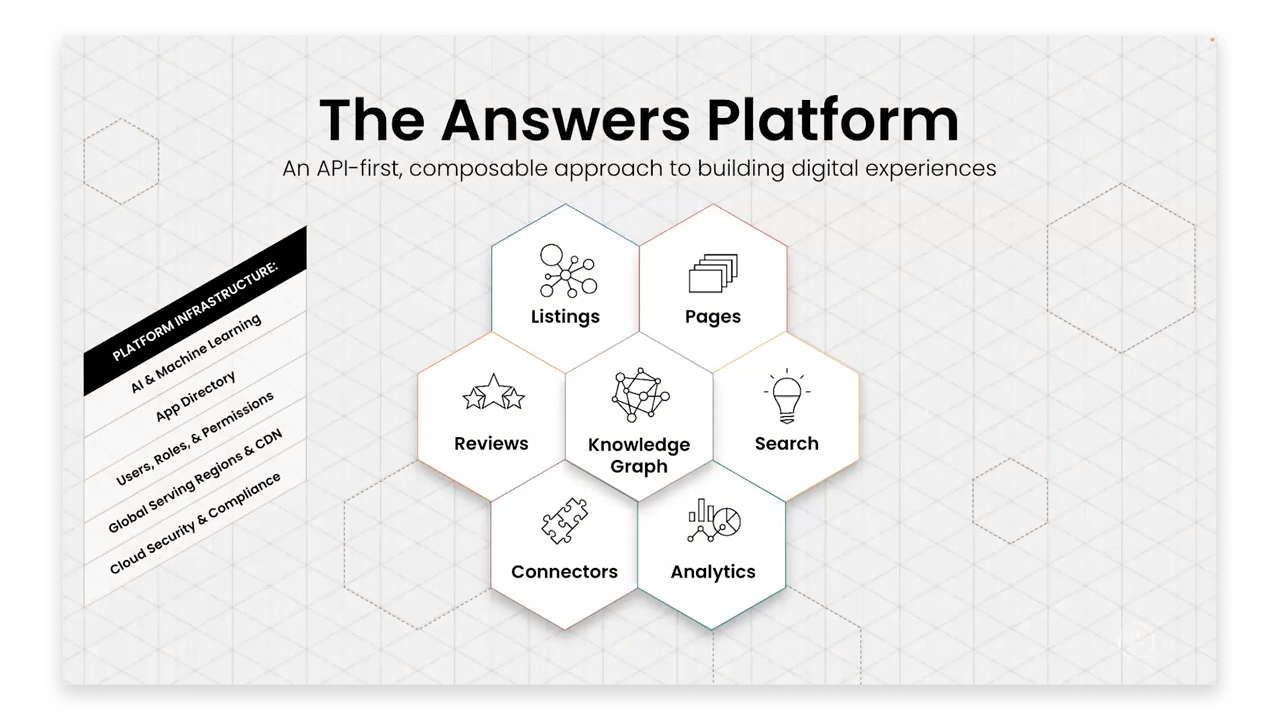 The Answers Platform
An API-first, composable approach to building digital experiences
PLATFORM INFRASTRUCTURE:
AI & Machine Learning
App Directory
Users, Roles, & Permissions
Global Serving Regions & CDN
Cloud Security & Compliance
Listings
Pages
Reviews
Knowledge
Graph
Search
Connectors
Analytics